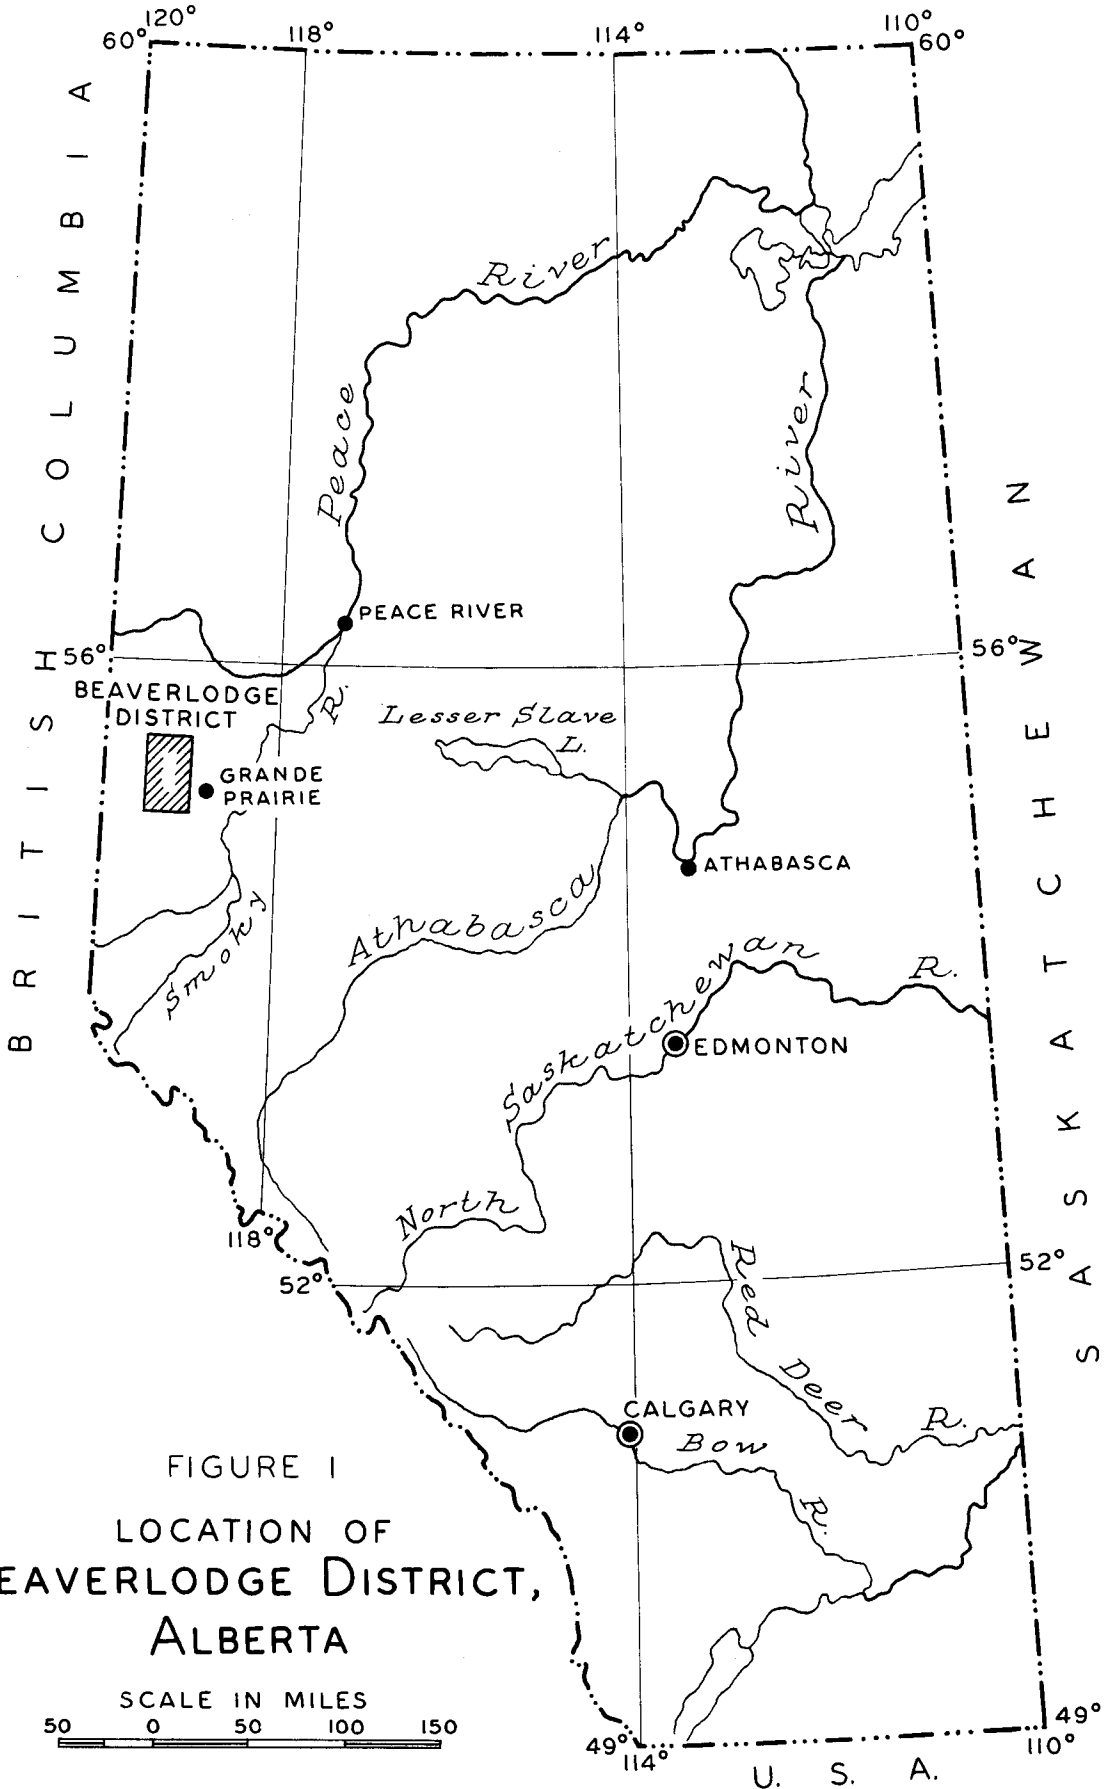 120°
118°
114°
110°
60°
60°
BRITISH COLUMBIA
River
Peace
River
PEACE RIVER
56°
56°
BEAVERLODGE
DISTRICT
R.
Lesser Slave
L.
GRANDE
PRAIRIE
ATHABASCA
Athabasca
Smoky
SASKATCHEWAN
Saskatchewan
R.
EDMONTON
North
118°
52°
52°
Red
Deer
R.
CALGARY
Bow
R.
FIGURE 1
LOCATION OF
EAVERLODGE DISTRICT,
ALBERTA
SCALE IN MILES
50 0 50 100 150
49°
114°
49°
110°
U. S. A.